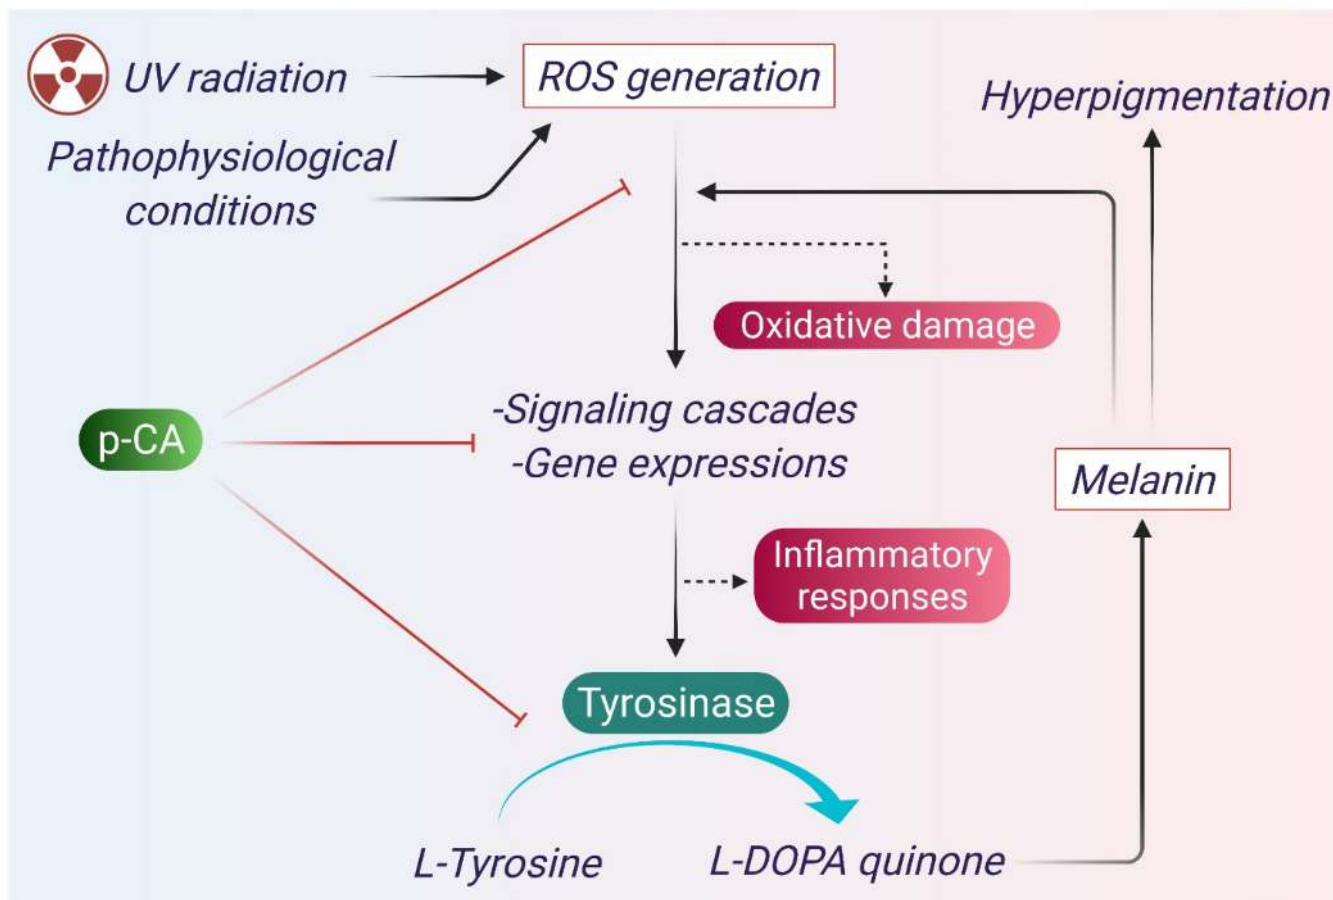 UV radiation
ROS generation
Hyperpigmentation
Pathophysiological
conditions
Oxidative damage
-Signaling cascades
-Gene expressions
p-CA
Melanin
Inflammatory
responses
Tyrosinase
L-Tyrosine
L-DOPA quinone